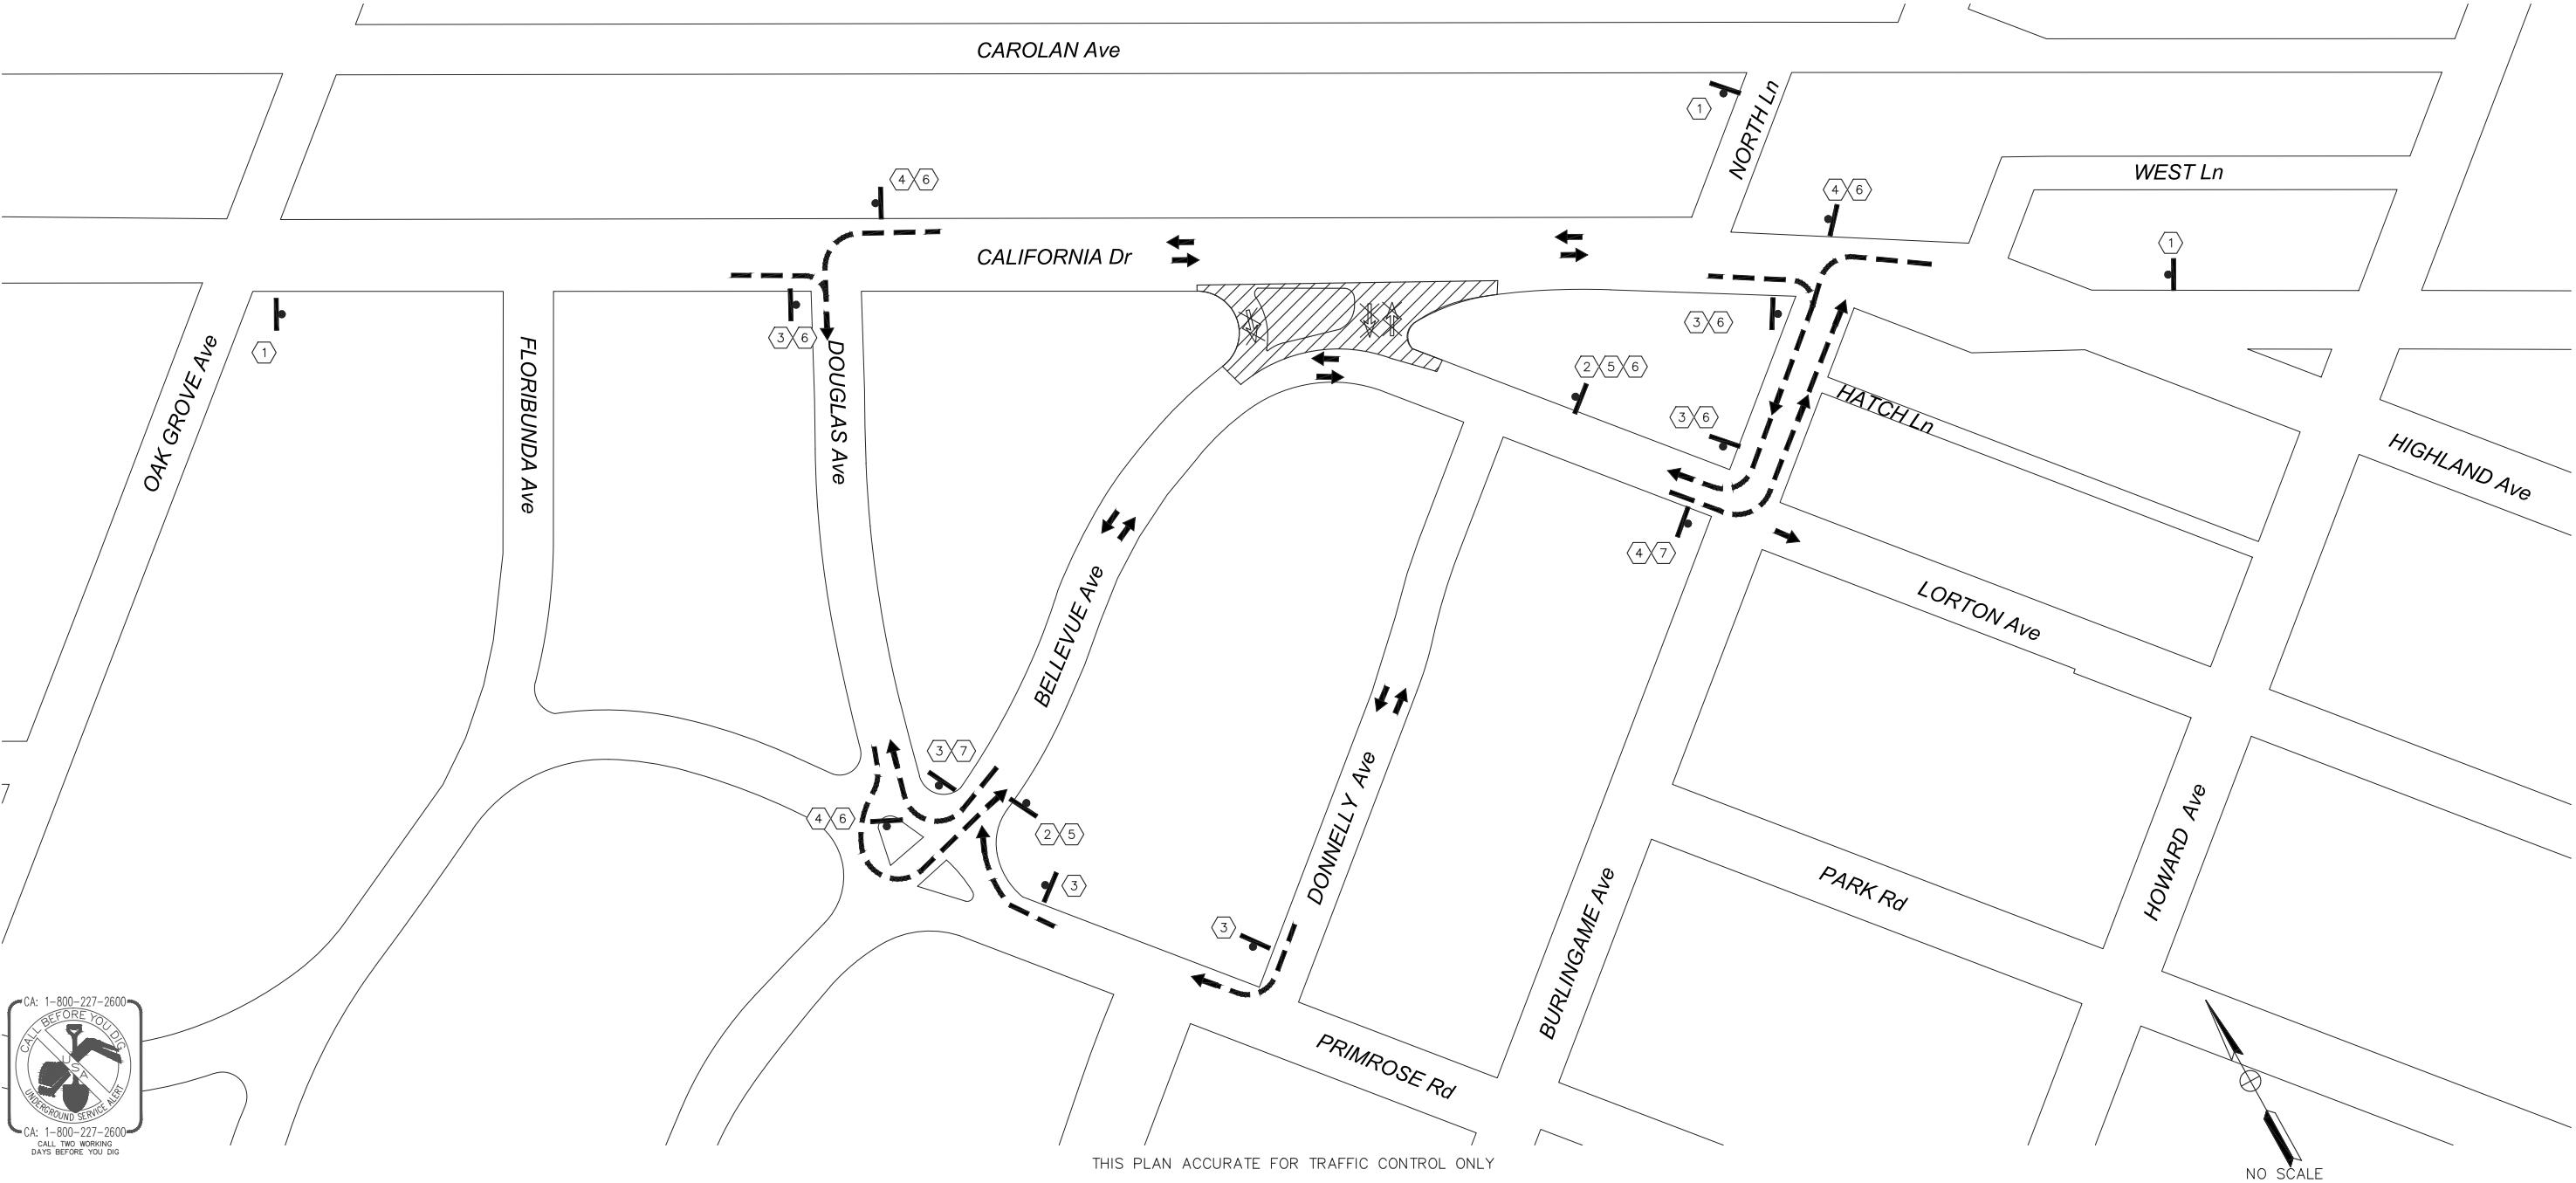 CAROLAN Ave
1
NORTH Ln
WEST Ln
4 6
4 6
1
CALIFORNIA Dr
3 6
3 6
1
2 5 6
OAK GROVE Ave
FLORIBUNDA Ave
DOUGLAS Ave
3 6
HATCH Ln
HIGHLAND Ave
4 7
BELLEVUE Ave
LORTON Ave
3 7
4 6
2 5
3
3
DONNELLY Ave
BURLINGAME Ave
PARK Rd
HOWARD Ave
PRIMROSE Rd
CA: 1-800-227-2600
CALL BEFORE YOU DIG
USA
UNDERGROUND SERVICE ALERT
CA: 1-800-227-2600
CALL TWO WORKING
DAYS BEFORE YOU DIG
THIS PLAN ACCURATE FOR TRAFFIC CONTROL ONLY
NO SCALE